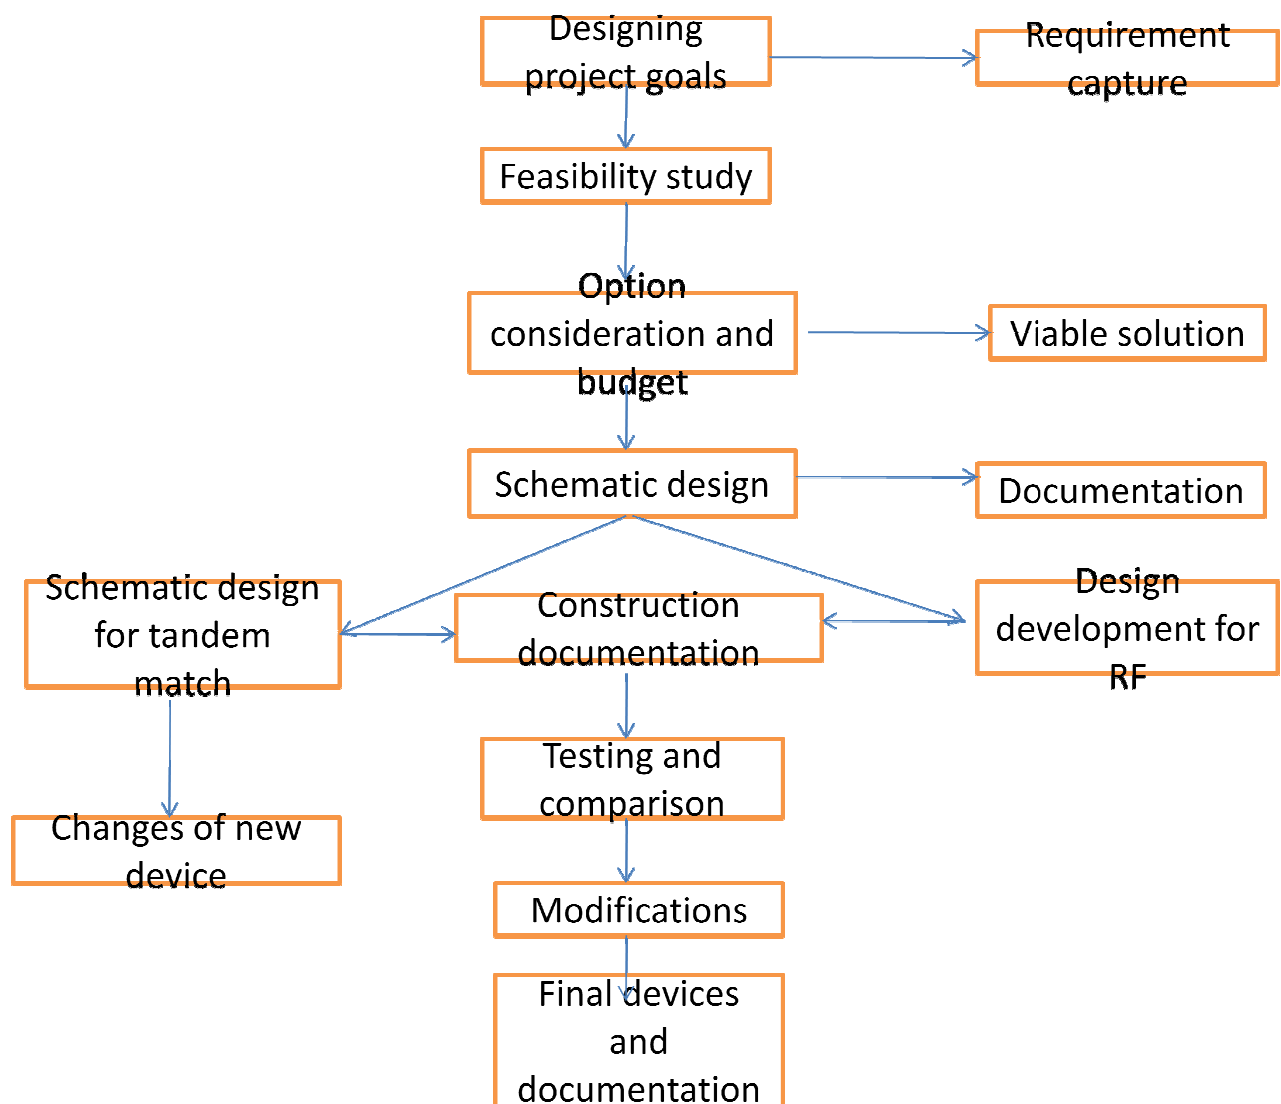 Designing
project goals
Requirement
capture
Feasibility study
Option
consideration and
budget
Viable solution
Schematic design
Documentation
Schematic design
for tandem
match
Construction
documentation
Design
development for
RF
Testing and
comparison
Changes of new
device
Modifications
Final devices
and
documentation